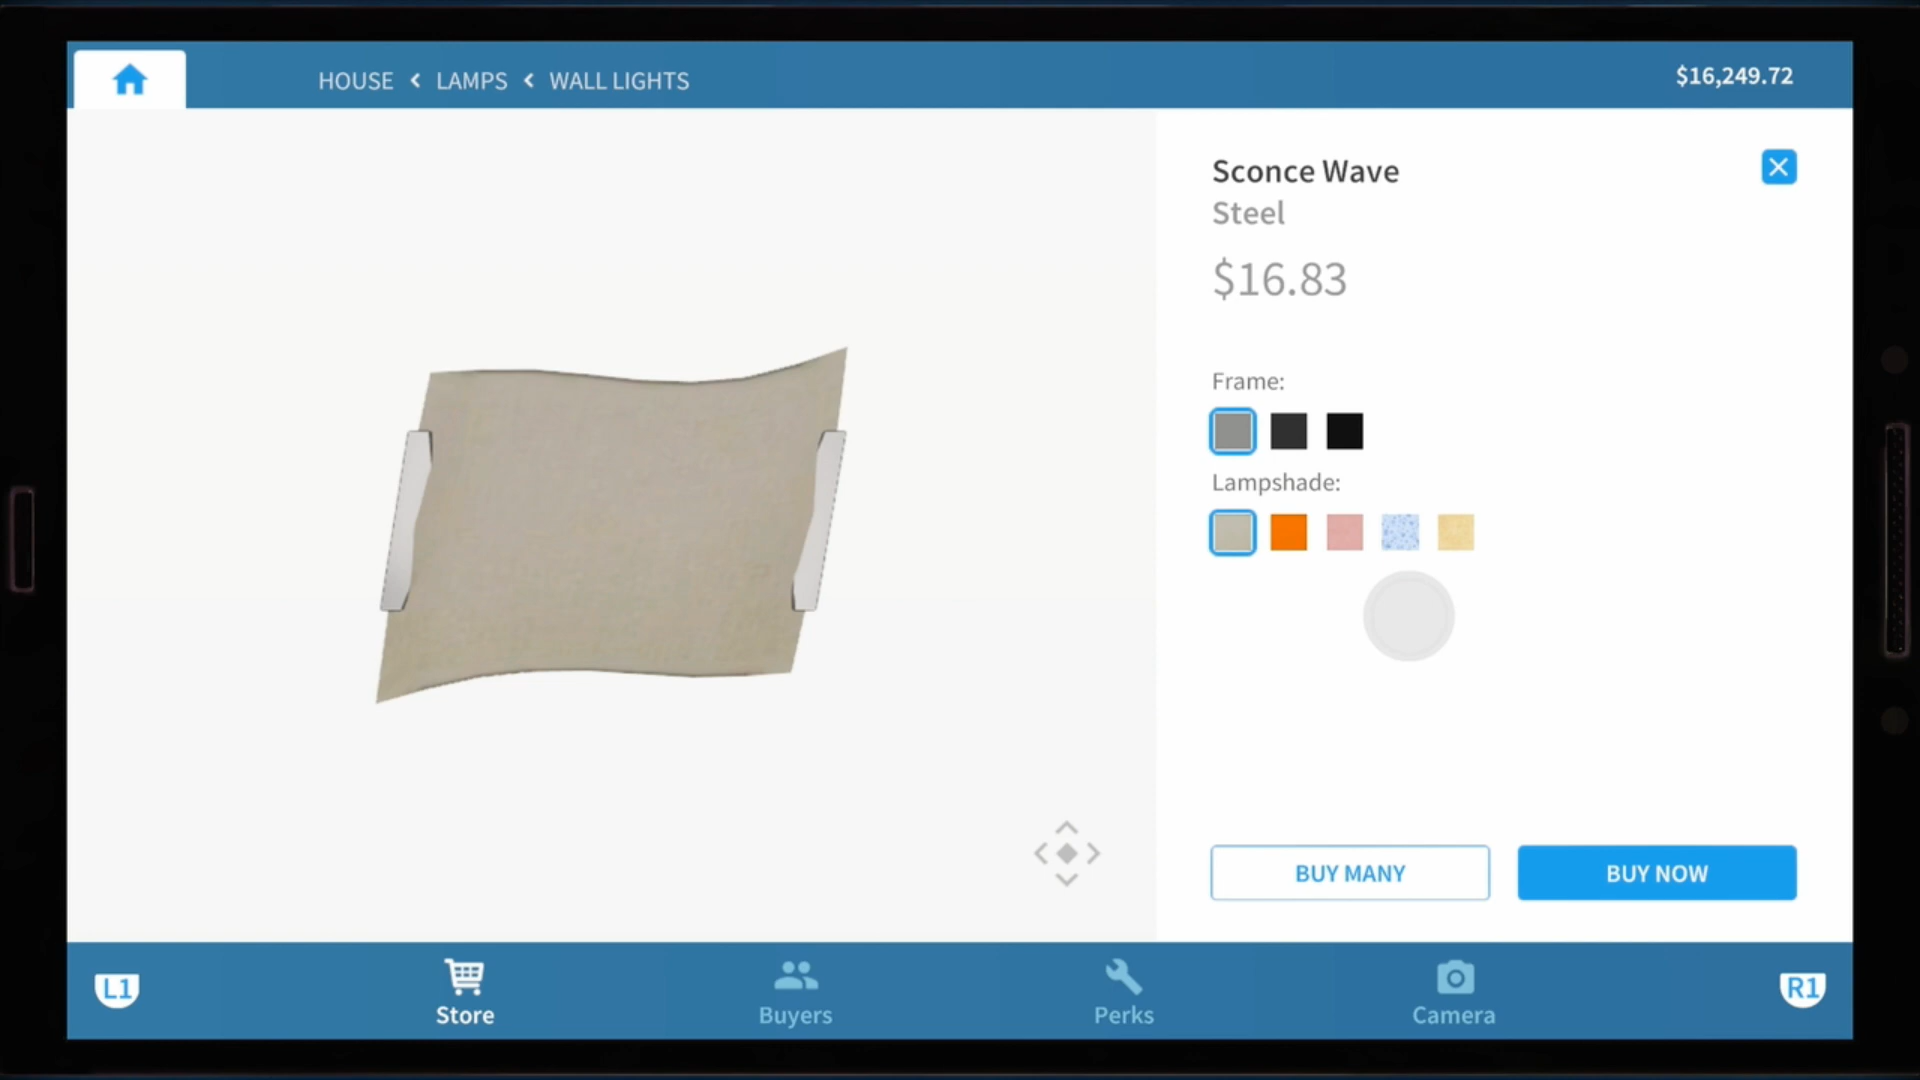 HOUSE < LAMPS < WALL LIGHTS
$16,249.72
Sconce Wave
Steel
$16.83
Frame:
Lampshade:
BUY MANY
BUY NOW
L1
Store
Buyers
Perks
Camera
R1